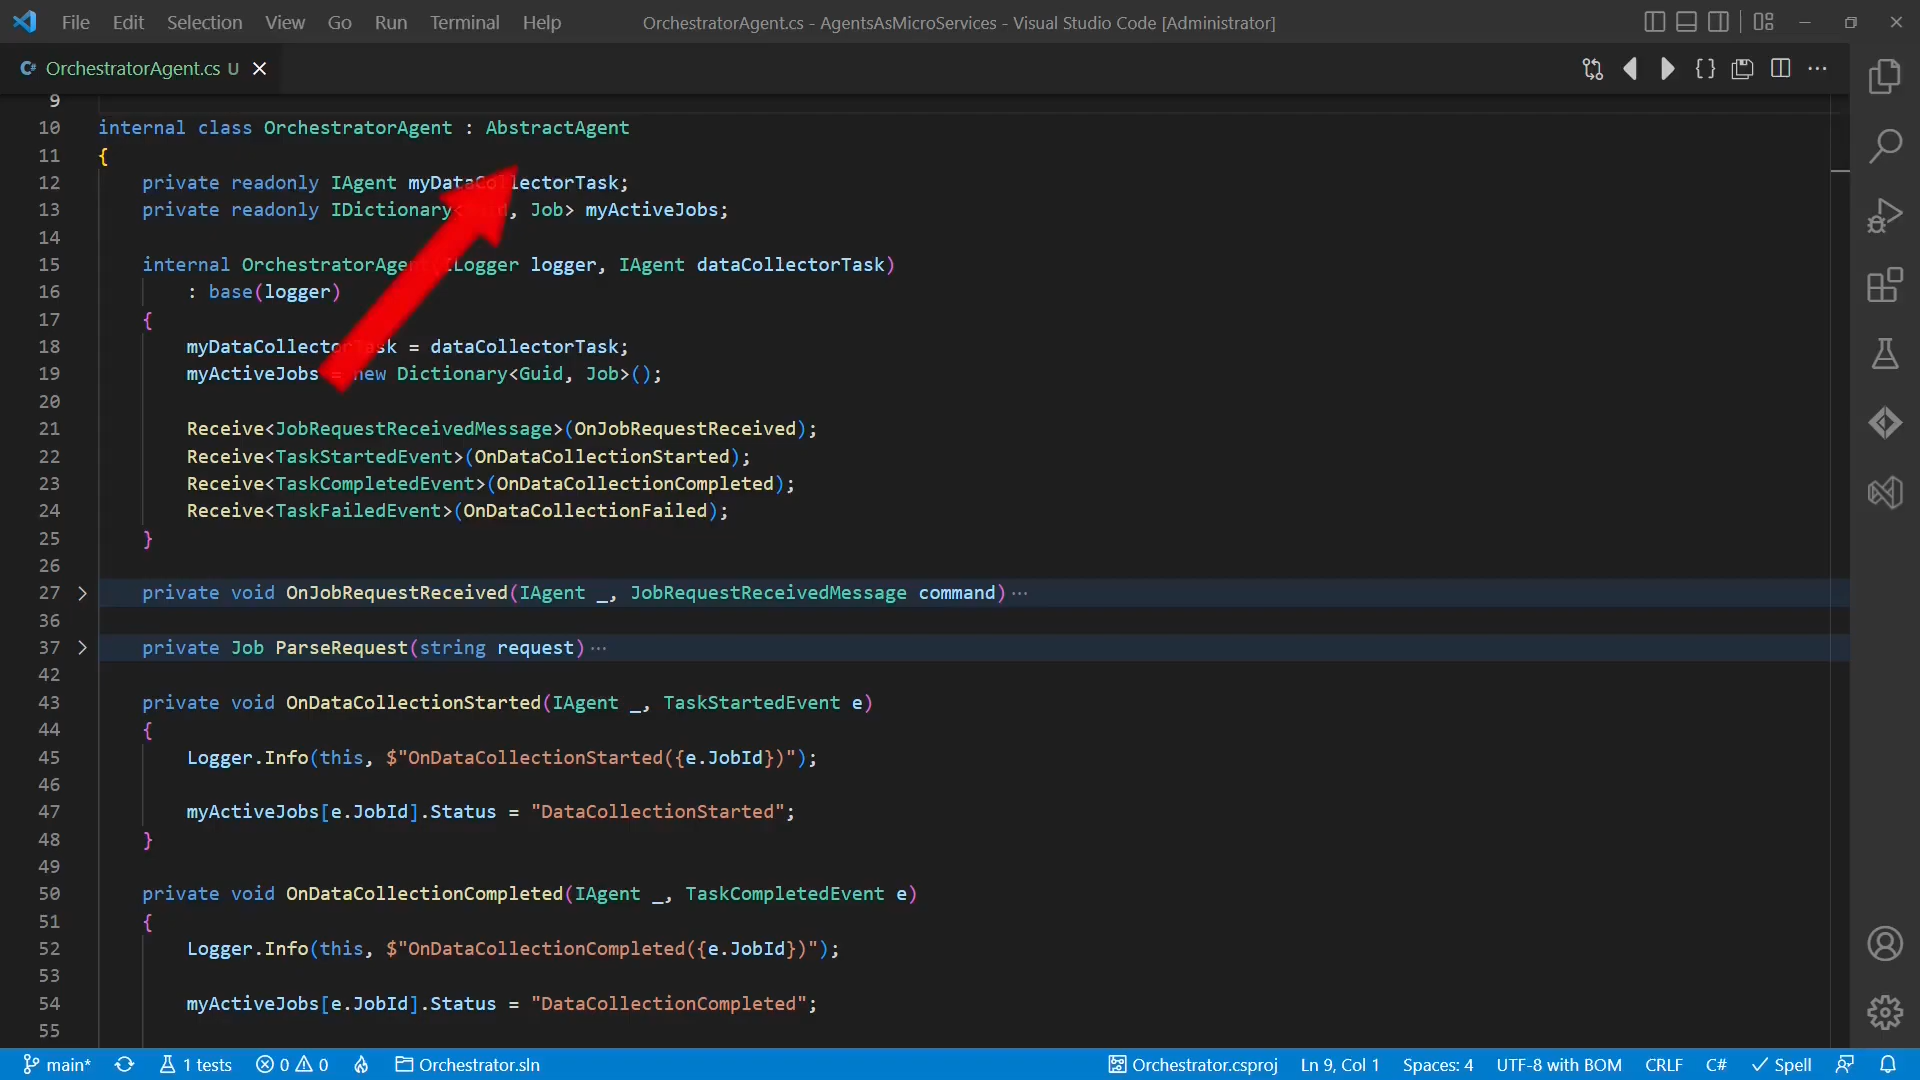 File Edit Selection View Go Run Terminal Help
OrchestratorAgent.cs - AgentsAsMicroServices - Visual Studio Code [Administrator]
C# OrchestratorAgent.cs U
9
10 internal class OrchestratorAgent : AbstractAgent
11 {
12 private readonly IAgent myDataCollectorTask;
13 private readonly IDictionary< d, Job> myActiveJobs;
14
15 internal OrchestratorAgent(ILogger logger, IAgent dataCollectorTask)
16 : base(logger)
17 {
18 myDataCollectorTask = dataCollectorTask;
19 myActiveJobs = new Dictionary<Guid, Job>();
20
21 Receive<JobRequestReceivedMessage>(OnJobRequestReceived);
22 Receive<TaskStartedEvent>(OnDataCollectionStarted);
23 Receive<TaskCompletedEvent>(OnDataCollectionCompleted);
24 Receive<TaskFailedEvent>(OnDataCollectionFailed);
25 }
26
27 private void OnJobRequestReceived(IAgent _, JobRequestReceivedMessage command)···
36
37 private Job ParseRequest(string request)···
42
43 private void OnDataCollectionStarted(IAgent _, TaskStartedEvent e)
44 {
45 Logger.Info(this, $"OnDataCollectionStarted({e.JobId})");
46
47 myActiveJobs[e.JobId].Status = "DataCollectionStarted";
48 }
49
50 private void OnDataCollectionCompleted(IAgent _, TaskCompletedEvent e)
51 {
52 Logger.Info(this, $"OnDataCollectionCompleted({e.JobId})");
53
54 myActiveJobs[e.JobId].Status = "DataCollectionCompleted";
55
main* 1 tests 0 0 Orchestrator.sln Orchestrator.csproj Ln 9, Col 1 Spaces: 4 UTF-8 with BOM CRLF C# Spell